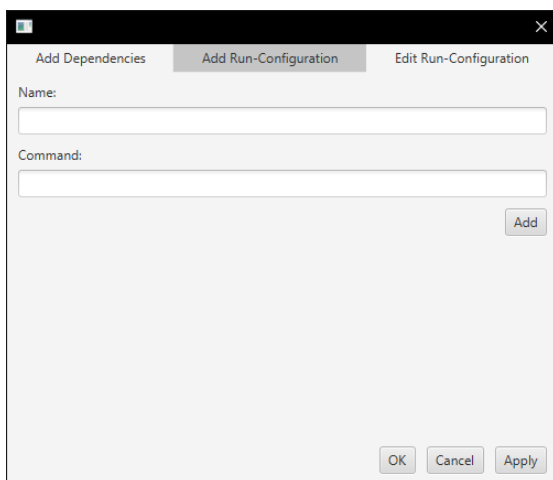 Add Dependencies Add Run-Configuration Edit Run-Configuration
Name:
Command:
Add
OK Cancel Apply